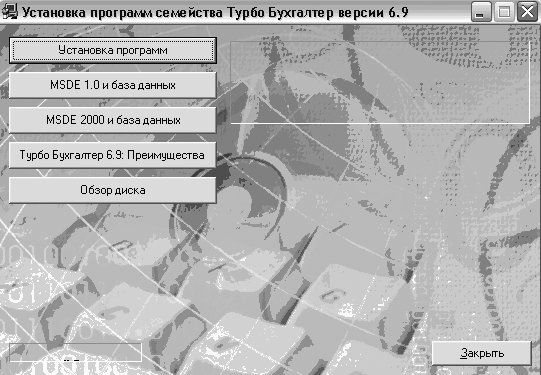 Установка программ семейства Турбо Бухгалтер версии 6.9
Установка программ
MSDE 1.0 и база данных
MSDE 2000 и база данных
Турбо Бухгалтер 6.9: Преимущества
Обзор диска
Закрыть